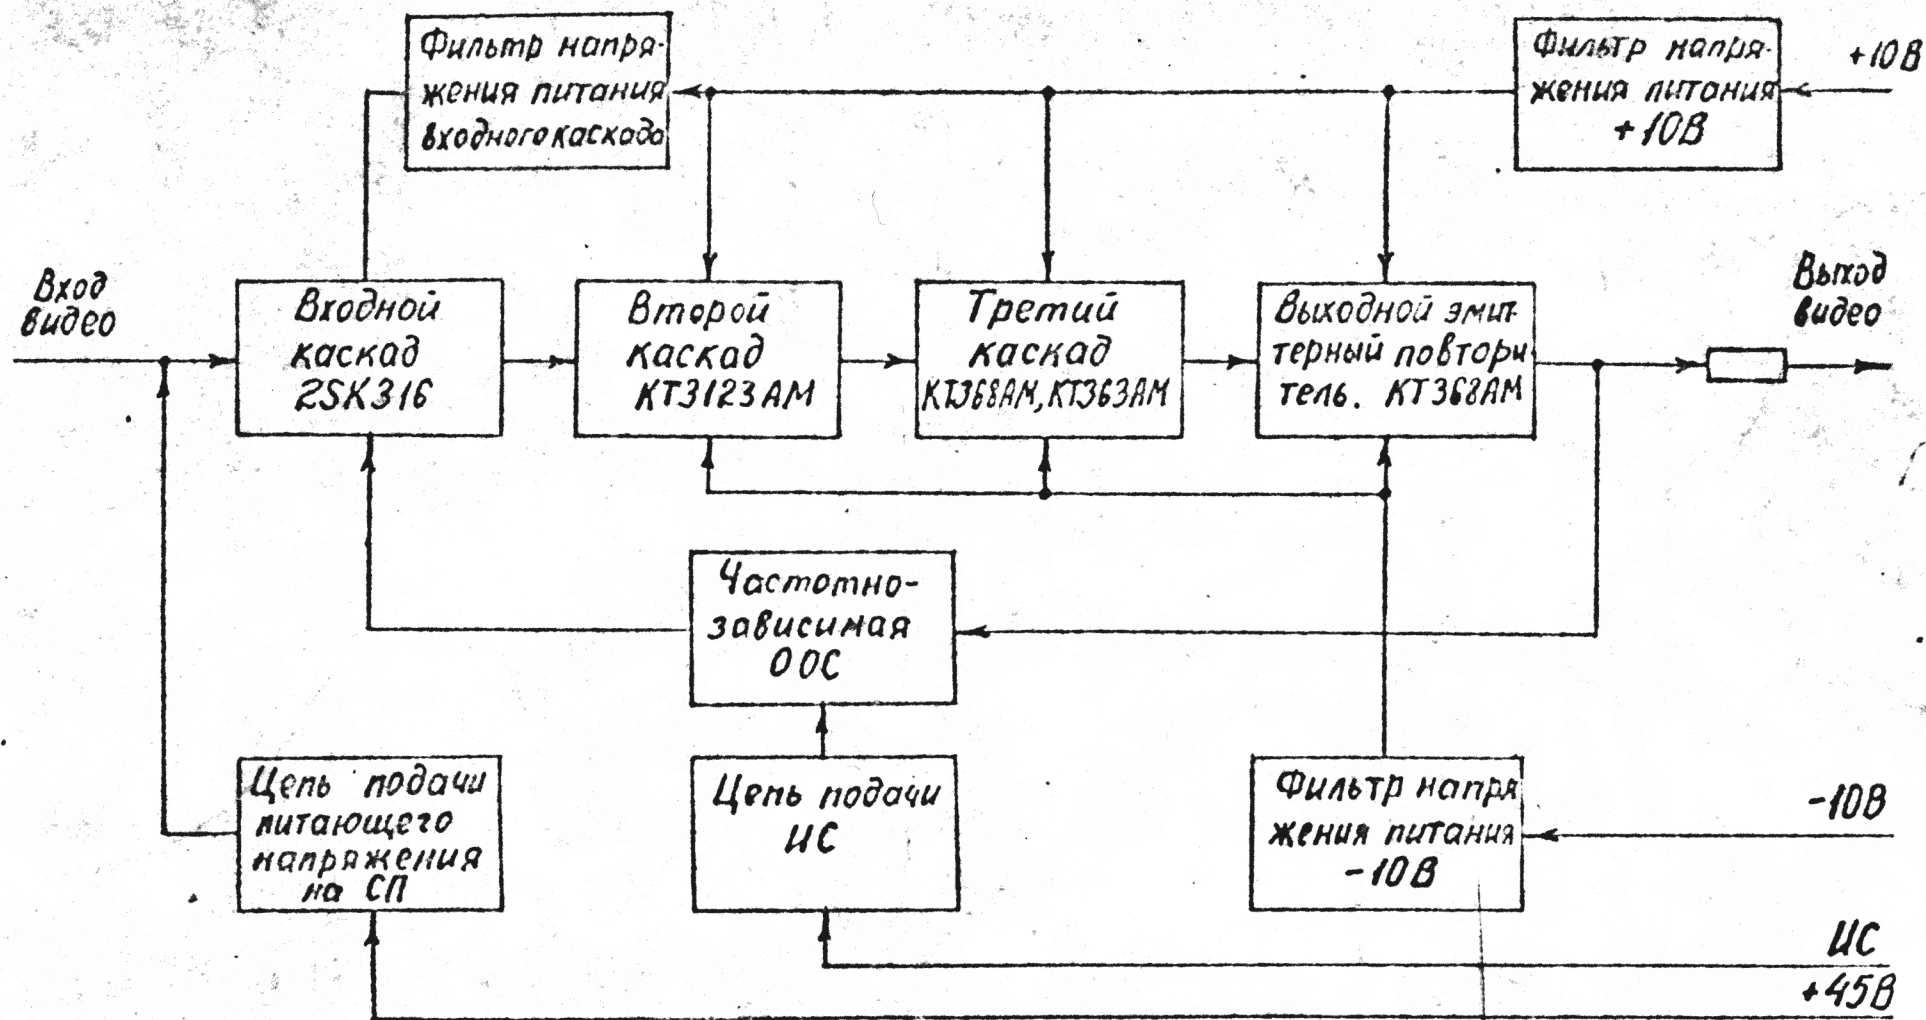 Фильтр напря-
жения питания
входного каскада
Фильтр напря-
жения питания
+10В
+10В
Вход
видео
Входной
каскад
2SK316
Второй
каскад
КТ3123АМ
Третий
каскад
КТ368АМ, КТ363АМ
Выходной эмит
терный повтори
тель. КТ368АМ
Выход
видео
Частотно-
зависимая
ООС
Цепь подачи
питающего
напряжения
на СП
Цепь подачи
ИС
Фильтр напря
жения питания
-10В
-10В
ИС
+45В